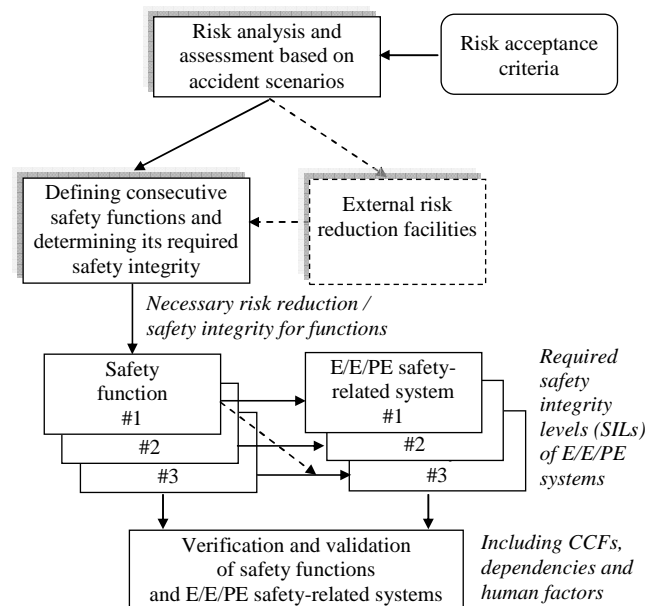 Risk analysis and
assessment based on
accident scenarios
Risk acceptance
criteria
Defining consecutive
safety functions and
determining its required
safety integrity
External risk
reduction facilities
Necessary risk reduction /
safety integrity for functions
Safety
function
#1
#2
#3
E/E/PE safety-
related system
#1
#2
#3
Required
safety
integrity
levels (SILs)
of E/E/PE
systems
Verification and validation
of safety functions
and E/E/PE safety-related systems
Including CCFs,
dependencies and
human factors